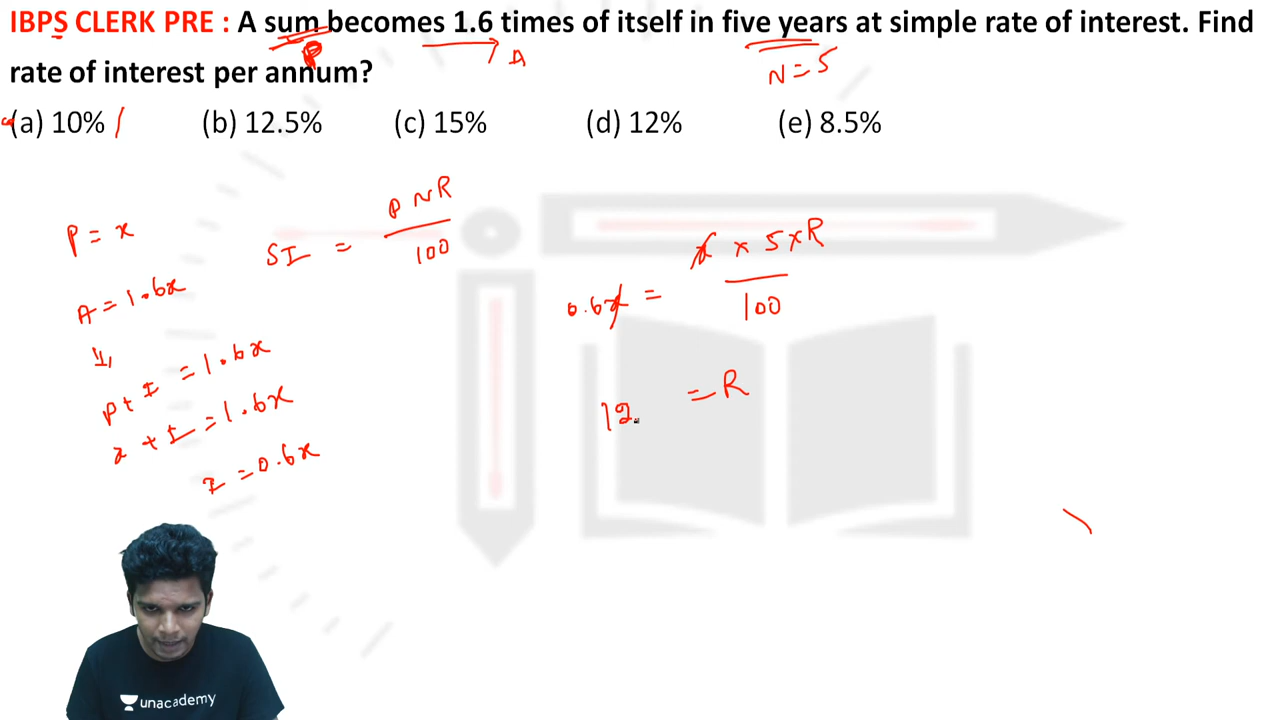 IBPS CLERK PRE : A sum becomes 1.6 times of itself in five years at simple rate of interest. Find
P
A
N = 5
rate of interest per annum?
(a) 10% (b) 12.5% (c) 15% (d) 12% (e) 8.5%
P = x
A = 1.6x
P + I = 1.6x
x + I = 1.6x
I = 0.6x
SI = PNR
100
0.6x = x × 5 × R
100
12. = R
unacademy